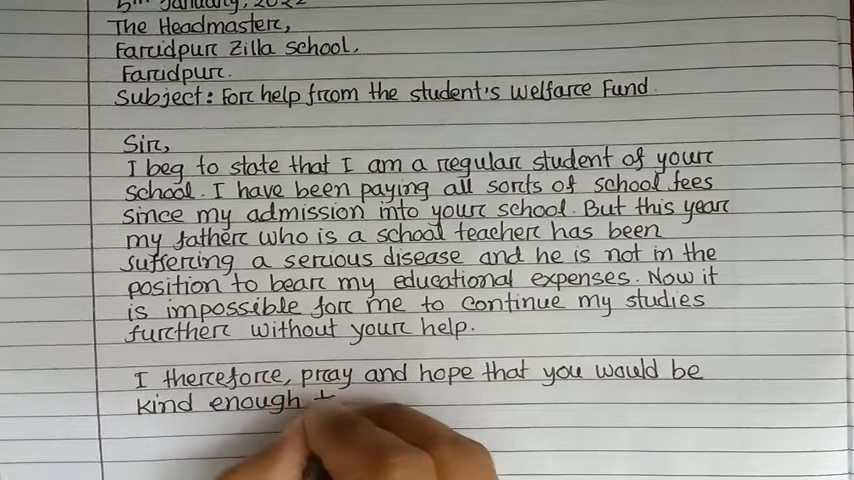 5th January, 2022
The Headmaster,
Faridpur Zilla School,
Faridpur.
Subject: For help from the student's Welfare Fund.
Sir,
I beg to state that I am a regular student of your
school. I have been paying all sorts of school fees
since my admission into your school. But this year
my father who is a school teacher has been
suffering a serious disease and he is not in the
position to bear my educational expenses. Now it
is impossible for me to continue my studies
further without your help.
I therefore, pray and hope that you would be
kind enough